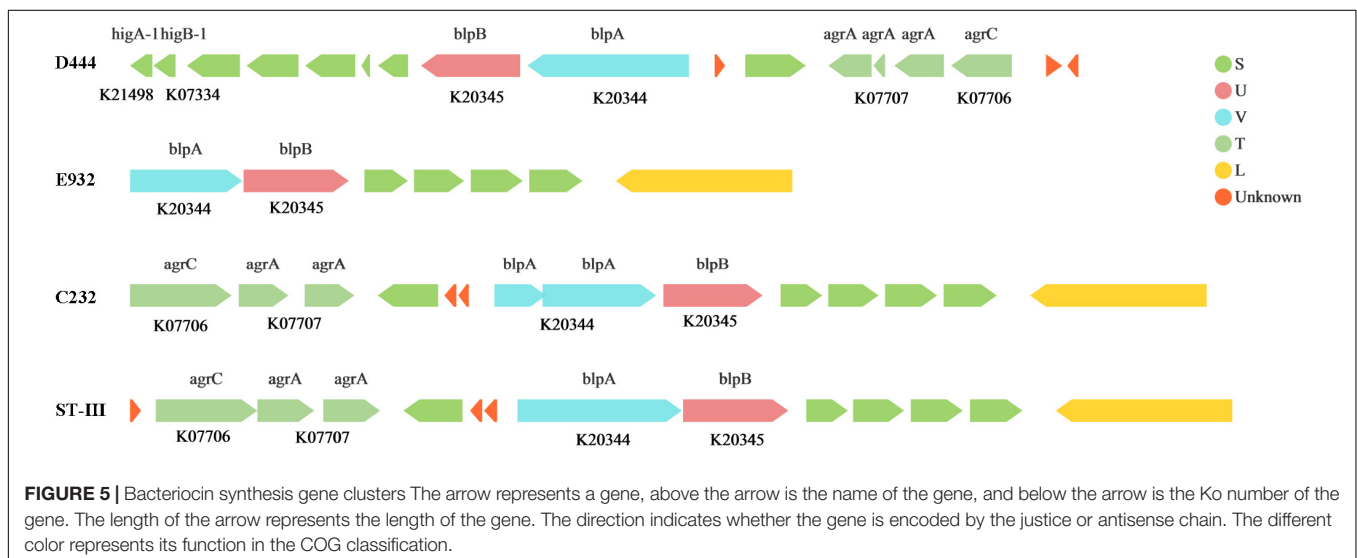 higA-1 higB-1 blpB blpA agrA agrA agrA agrC
D444
K21498 K07334 K20345 K20344 K07707 K07706
S
U
V
T
L
Unknown
blpA blpB
E932
K20344 K20345
agrC agrA agrA blpA blpA blpB
C232
K07706 K07707 K20344 K20345
agrC agrA agrA blpA blpB
ST-III
K07706 K07707 K20344 K20345
FIGURE 5 | Bacteriocin synthesis gene clusters The arrow represents a gene, above the arrow is the name of the gene, and below the arrow is the Ko number of the
gene. The length of the arrow represents the length of the gene. The direction indicates whether the gene is encoded by the justice or antisense chain. The different
color represents its function in the COG classification.